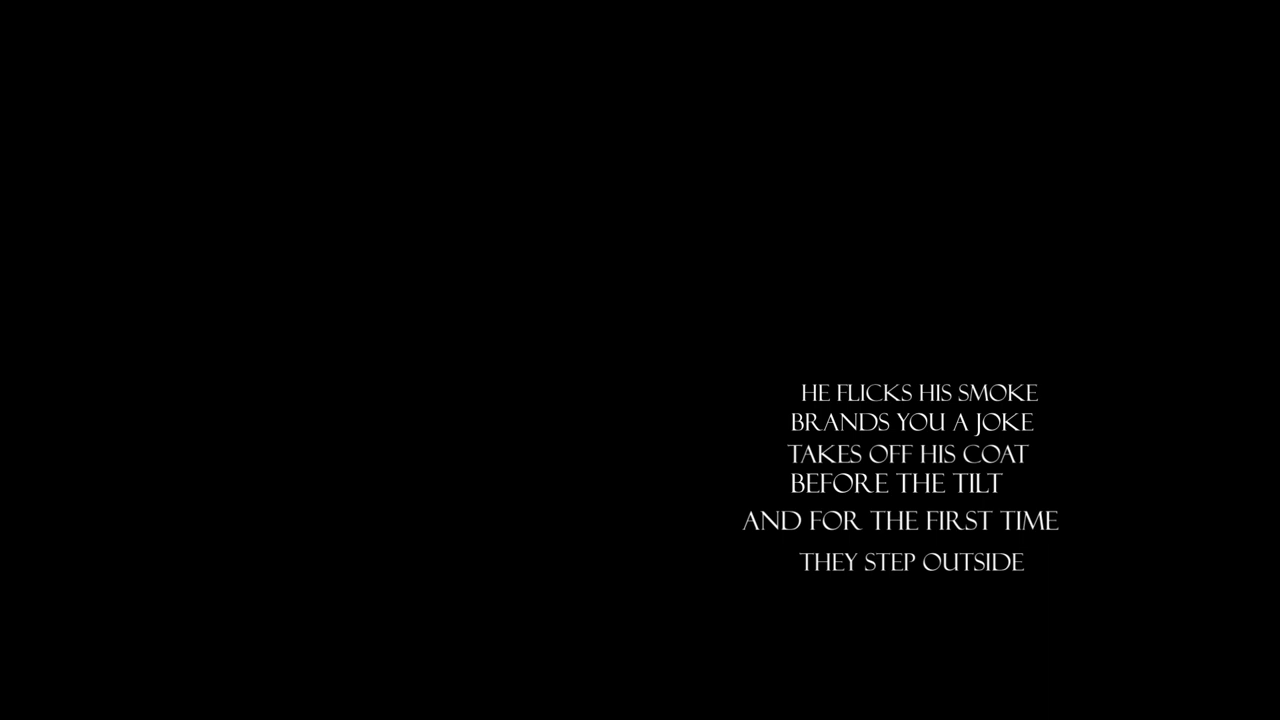 HE FLICKS HIS SMOKE
BRANDS YOU A JOKE
TAKES OFF HIS COAT
BEFORE THE TILT
AND FOR THE FIRST TIME
THEY STEP OUTSIDE